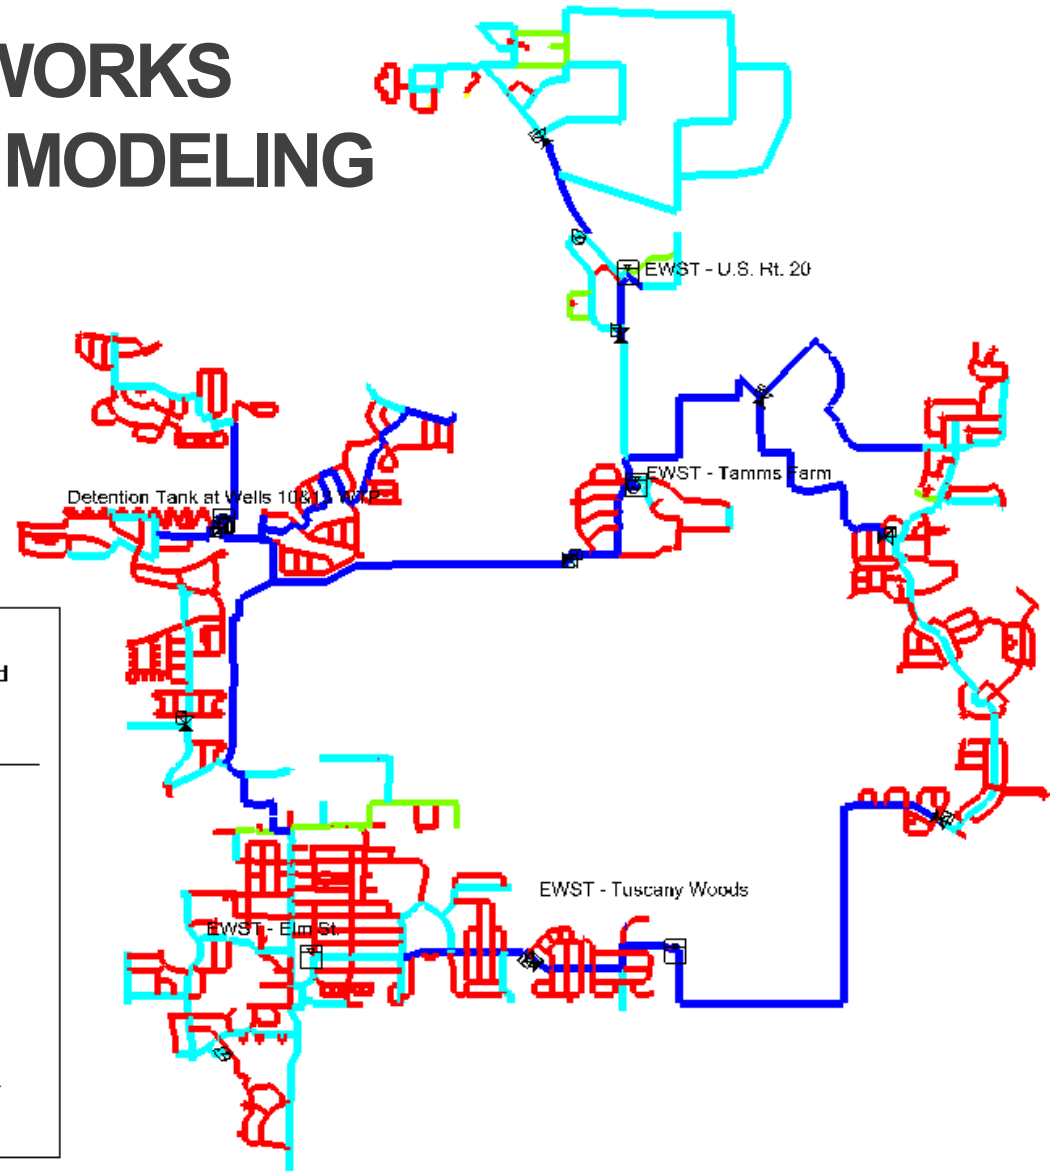 WORKS
MODELING
EWST - U.S. Rt. 20
EWST - Tamms Farm
Detention Tank at Wells 10&13 WTP
d
EWST - Tuscany Woods
EWST - Elm St.